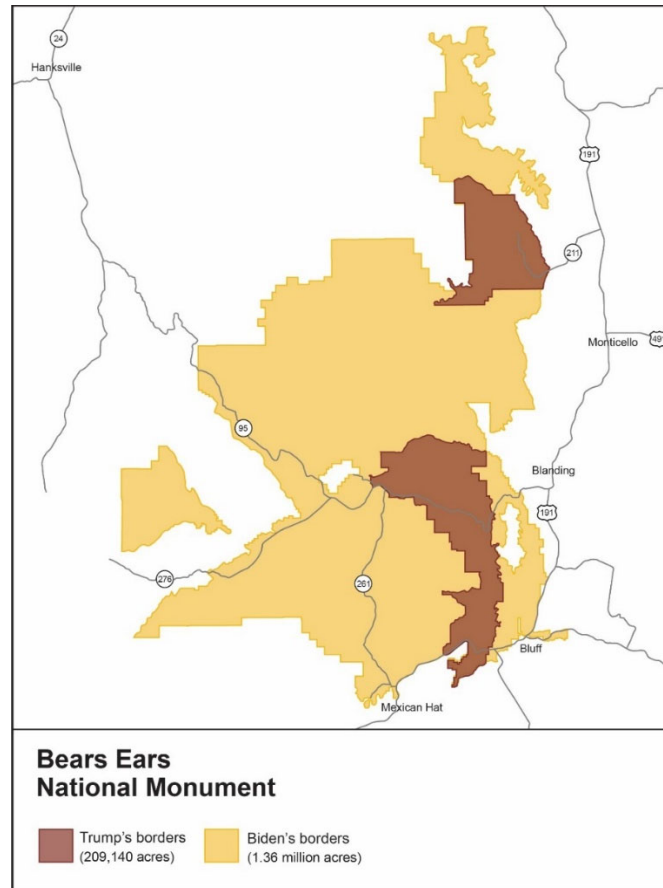 24
Hanksville
191
211
Monticello
491
95
Blanding
191
276
261
Bluff
Mexican Hat
Bears Ears
National Monument
Trump's borders
(209,140 acres)
Biden's borders
(1.36 million acres)